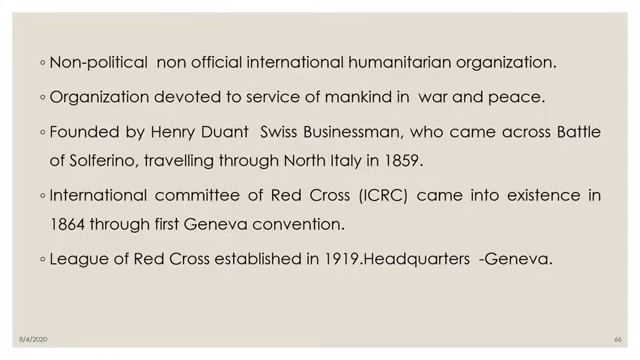 ◦ Non-political non official international humanitarian organization.
◦ Organization devoted to service of mankind in war and peace.
◦ Founded by Henry Duant Swiss Businessman, who came across Battle
of Solferino, travelling through North Italy in 1859.
◦ International committee of Red Cross (ICRC) came into existence in
1864 through first Geneva convention.
◦ League of Red Cross established in 1919.Headquarters -Geneva.
8/4/2020
66